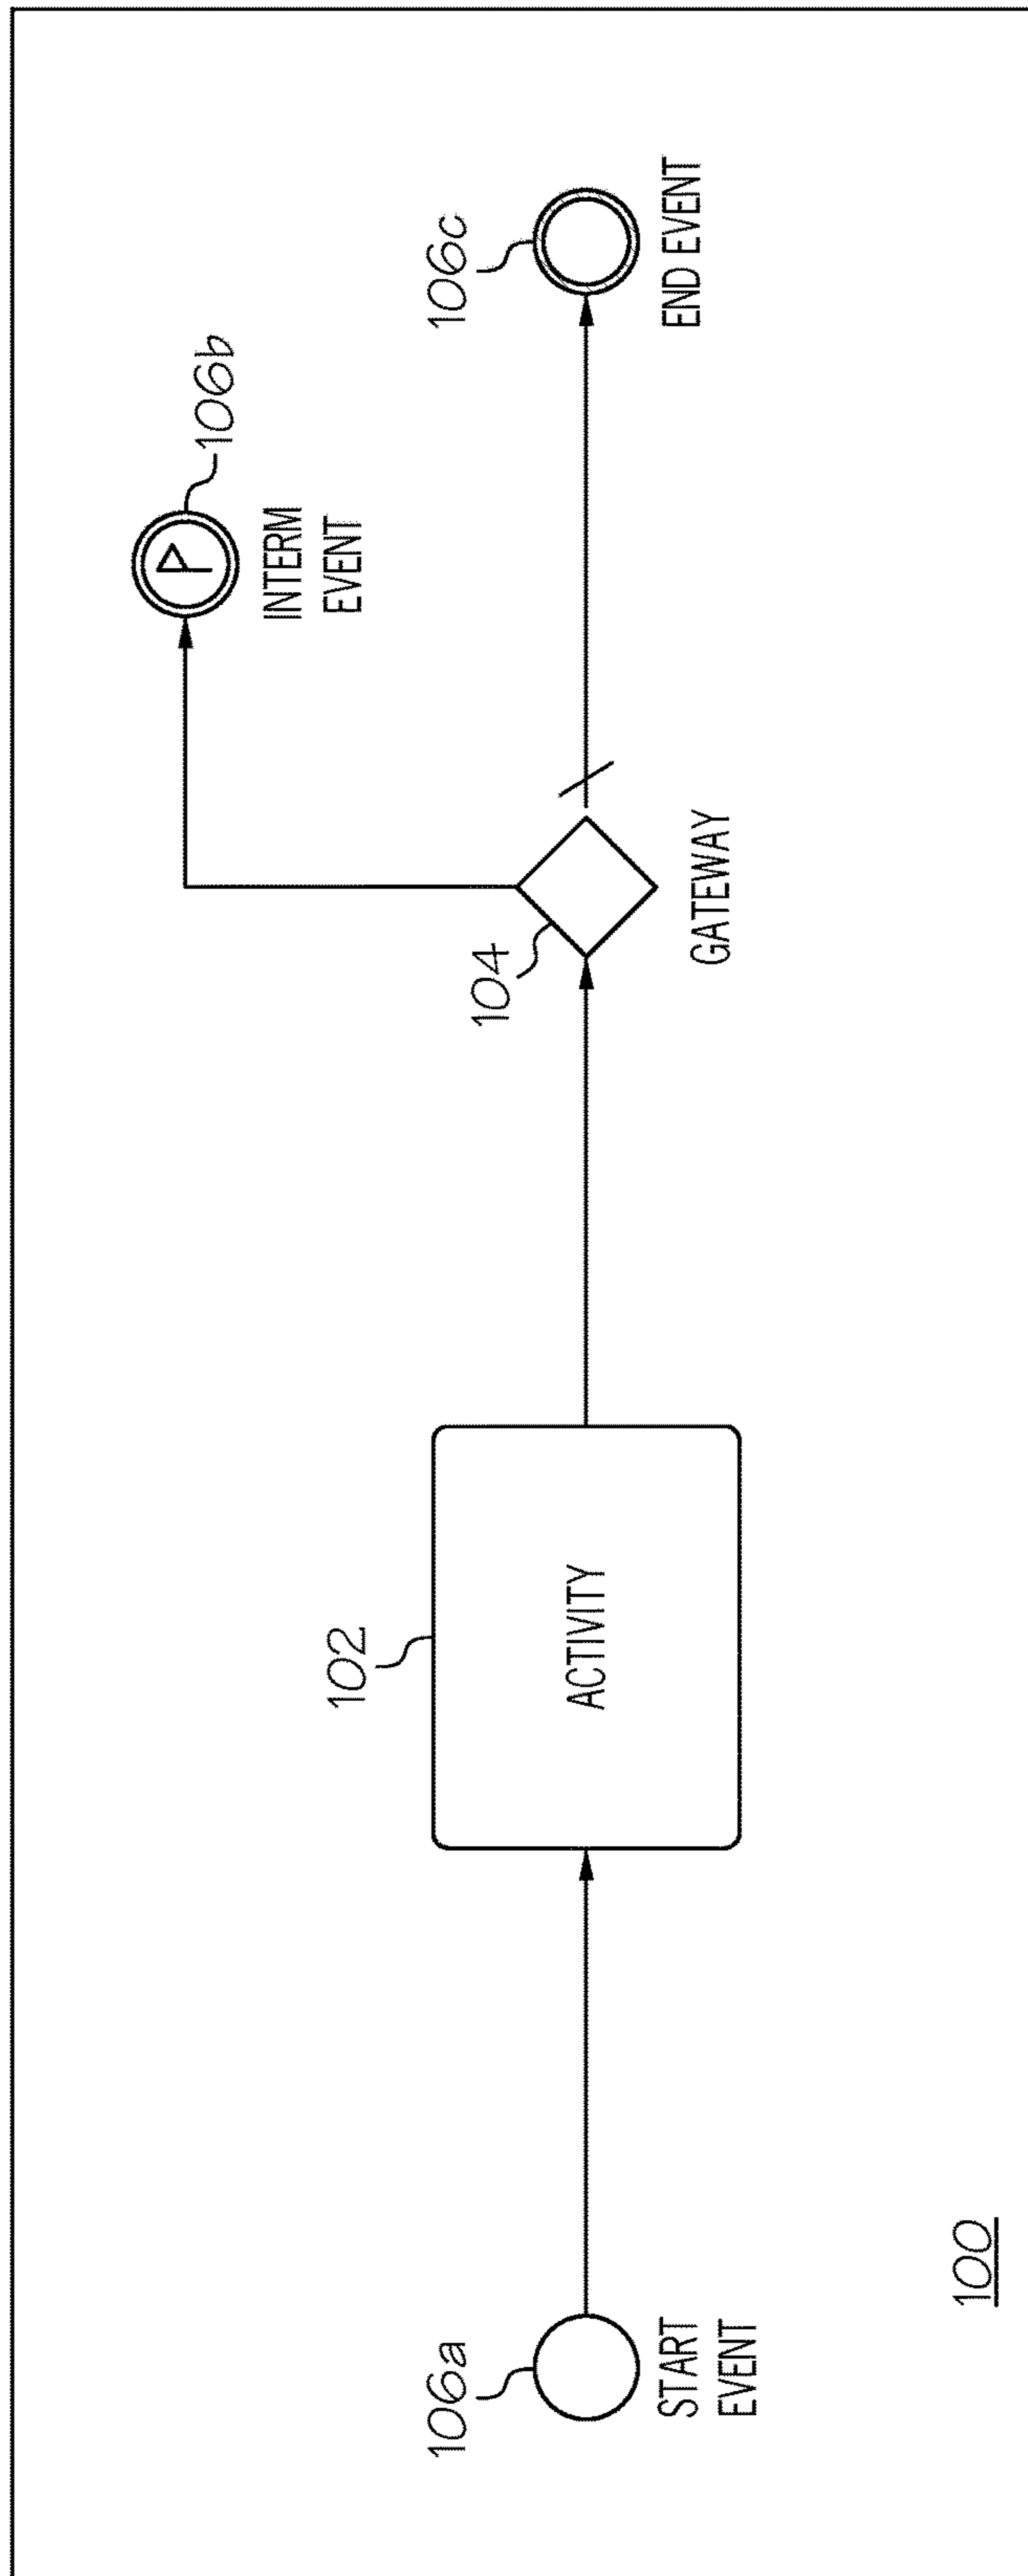 106b
P
INTERM
EVENT
106a
START
EVENT
102
ACTIVITY
104
GATEWAY
106c
END EVENT
100